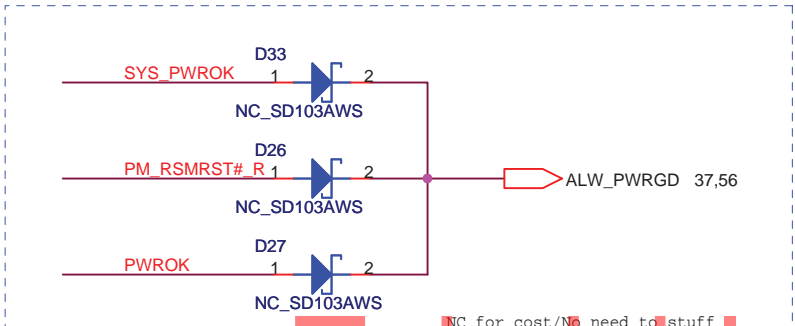 D33
SYS_PWROK 1 2
NC_SD103AWS
D26
PM_RSMRST#_R 1 2
ALW_PWRGD 37,56
NC_SD103AWS
D27
PWROK 1 2
NC_SD103AWS
NC for cost/No need to stuff